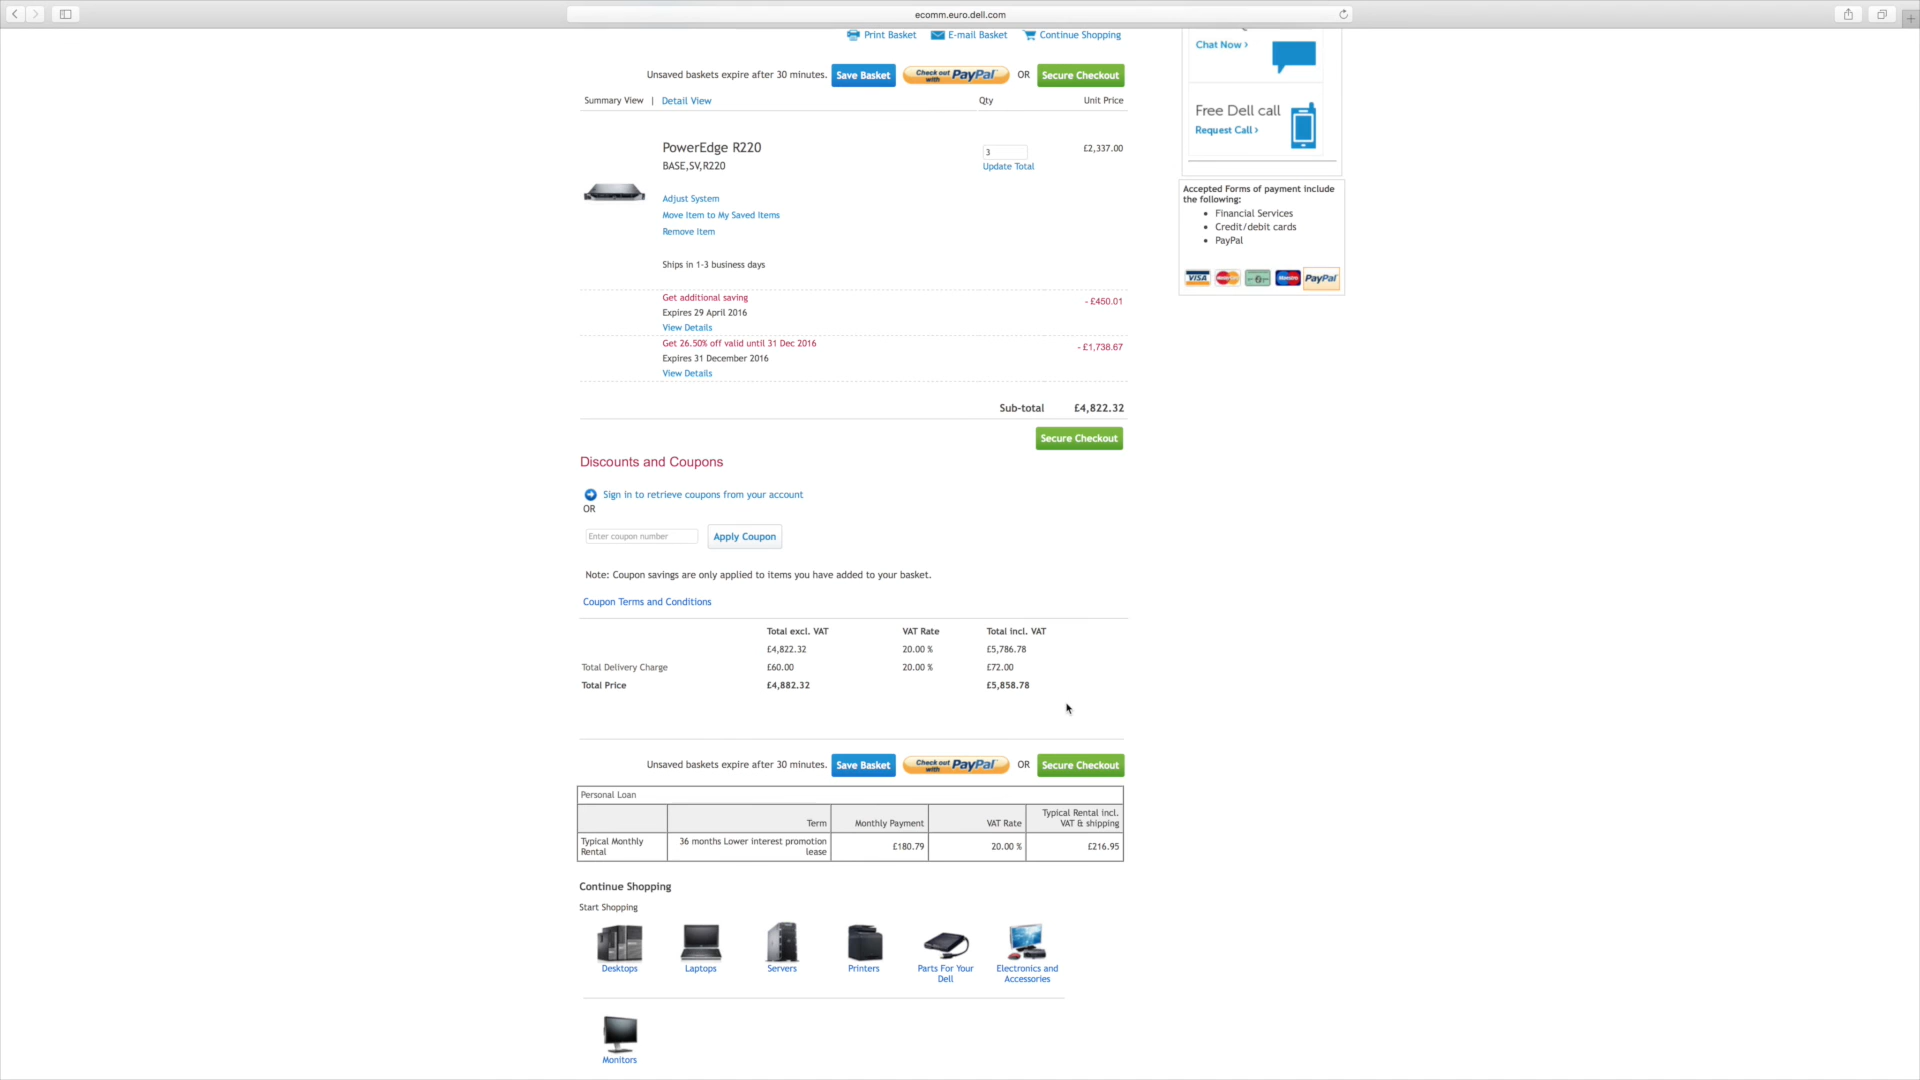 ecomm.euro.dell.com
Print Basket E-mail Basket Continue Shopping
Chat Now ›
Unsaved baskets expire after 30 minutes. Save Basket Check out with PayPal OR Secure Checkout
Summary View | Detail View Qty Unit Price
Free Dell call
Request Call ›
PowerEdge R220 3 £2,337.00
BASE,SV,R220 Update Total
Adjust System
Move Item to My Saved Items
Remove Item
Ships in 1-3 business days
Accepted Forms of payment include
the following:
• Financial Services
• Credit/debit cards
• PayPal
VISA PayPal
Get additional saving - £450.01
Expires 29 April 2016
View Details
Get 26.50% off valid until 31 Dec 2016 - £1,738.67
Expires 31 December 2016
View Details
Sub-total £4,822.32
Secure Checkout
Discounts and Coupons
Sign in to retrieve coupons from your account
OR
Enter coupon number Apply Coupon
Note: Coupon savings are only applied to items you have added to your basket.
Coupon Terms and Conditions
Total excl. VAT VAT Rate Total incl. VAT
£4,822.32 20.00 % £5,786.78
Total Delivery Charge £60.00 20.00 % £72.00
Total Price £4,882.32 £5,858.78
Unsaved baskets expire after 30 minutes. Save Basket Check out with PayPal OR Secure Checkout
Personal Loan
Term Monthly Payment VAT Rate Typical Rental incl.
VAT & shipping
Typical Monthly 36 months Lower interest promotion £180.79 20.00 % £216.95
Rental lease
Continue Shopping
Start Shopping
Desktops Laptops Servers Printers Parts For Your Electronics and
Dell Accessories
Monitors